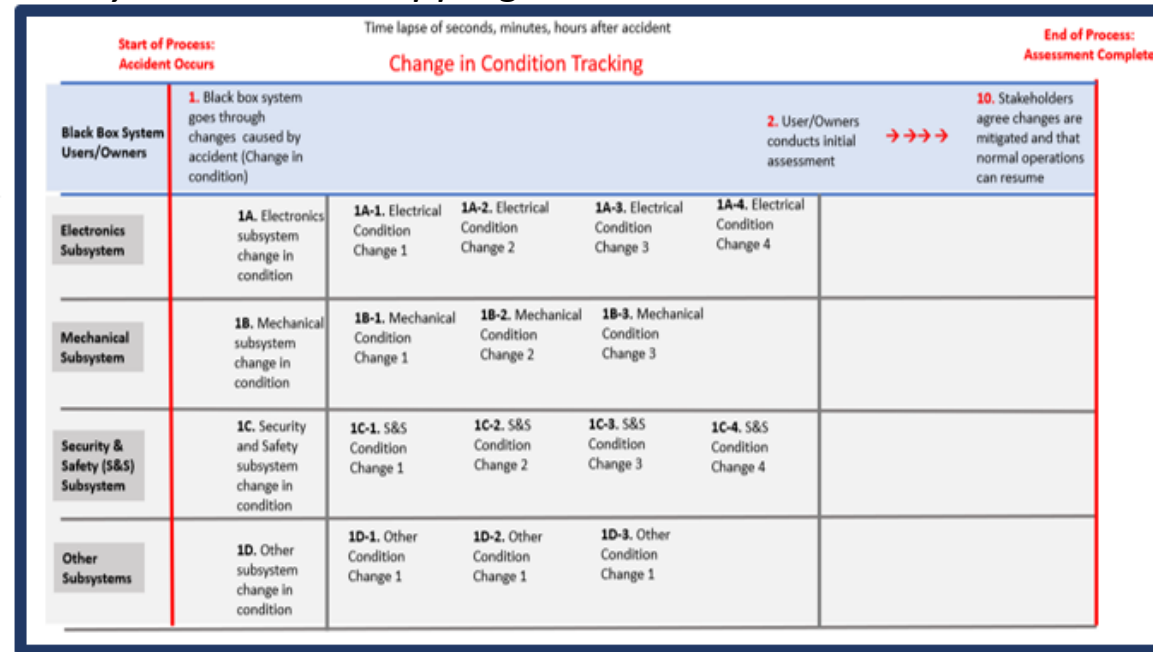 Time lapse of seconds, minutes, hours after accident
Start of Process:
Accident Occurs
Change in Condition Tracking
End of Process:
Assessment Complete
Black Box System
Users/Owners
1. Black box system
goes through
changes caused by
accident (Change in
condition)
2. User/Owners
conducts initial
assessment
→→→→
10. Stakeholders
agree changes are
mitigated and that
normal operations
can resume
Electronics
Subsystem
1A. Electronics
subsystem
change in
condition
1A-1. Electrical
Condition
Change 1
1A-2. Electrical
Condition
Change 2
1A-3. Electrical
Condition
Change 3
1A-4. Electrical
Condition
Change 4
Mechanical
Subsystem
1B. Mechanical
subsystem
change in
condition
1B-1. Mechanical
Condition
Change 1
1B-2. Mechanical
Condition
Change 2
1B-3. Mechanical
Condition
Change 3
Security &
Safety (S&S)
Subsystem
1C. Security
and Safety
subsystem
change in
condition
1C-1. S&S
Condition
Change 1
1C-2. S&S
Condition
Change 2
1C-3. S&S
Condition
Change 3
1C-4. S&S
Condition
Change 4
Other
Subsystems
1D. Other
subsystem
change in
condition
1D-1. Other
Condition
Change 1
1D-2. Other
Condition
Change 1
1D-3. Other
Condition
Change 1